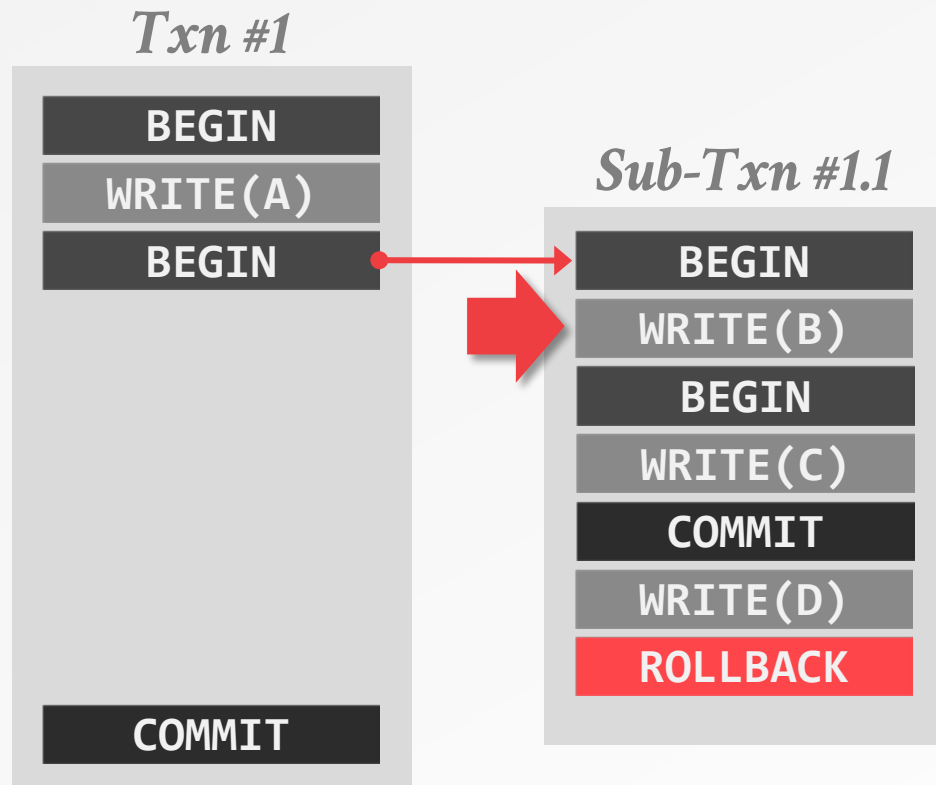 Txn #1
BEGIN
WRITE(A)
BEGIN
COMMIT
Sub-Txn #1.1
BEGIN
WRITE(B)
BEGIN
WRITE(C)
COMMIT
WRITE(D)
ROLLBACK